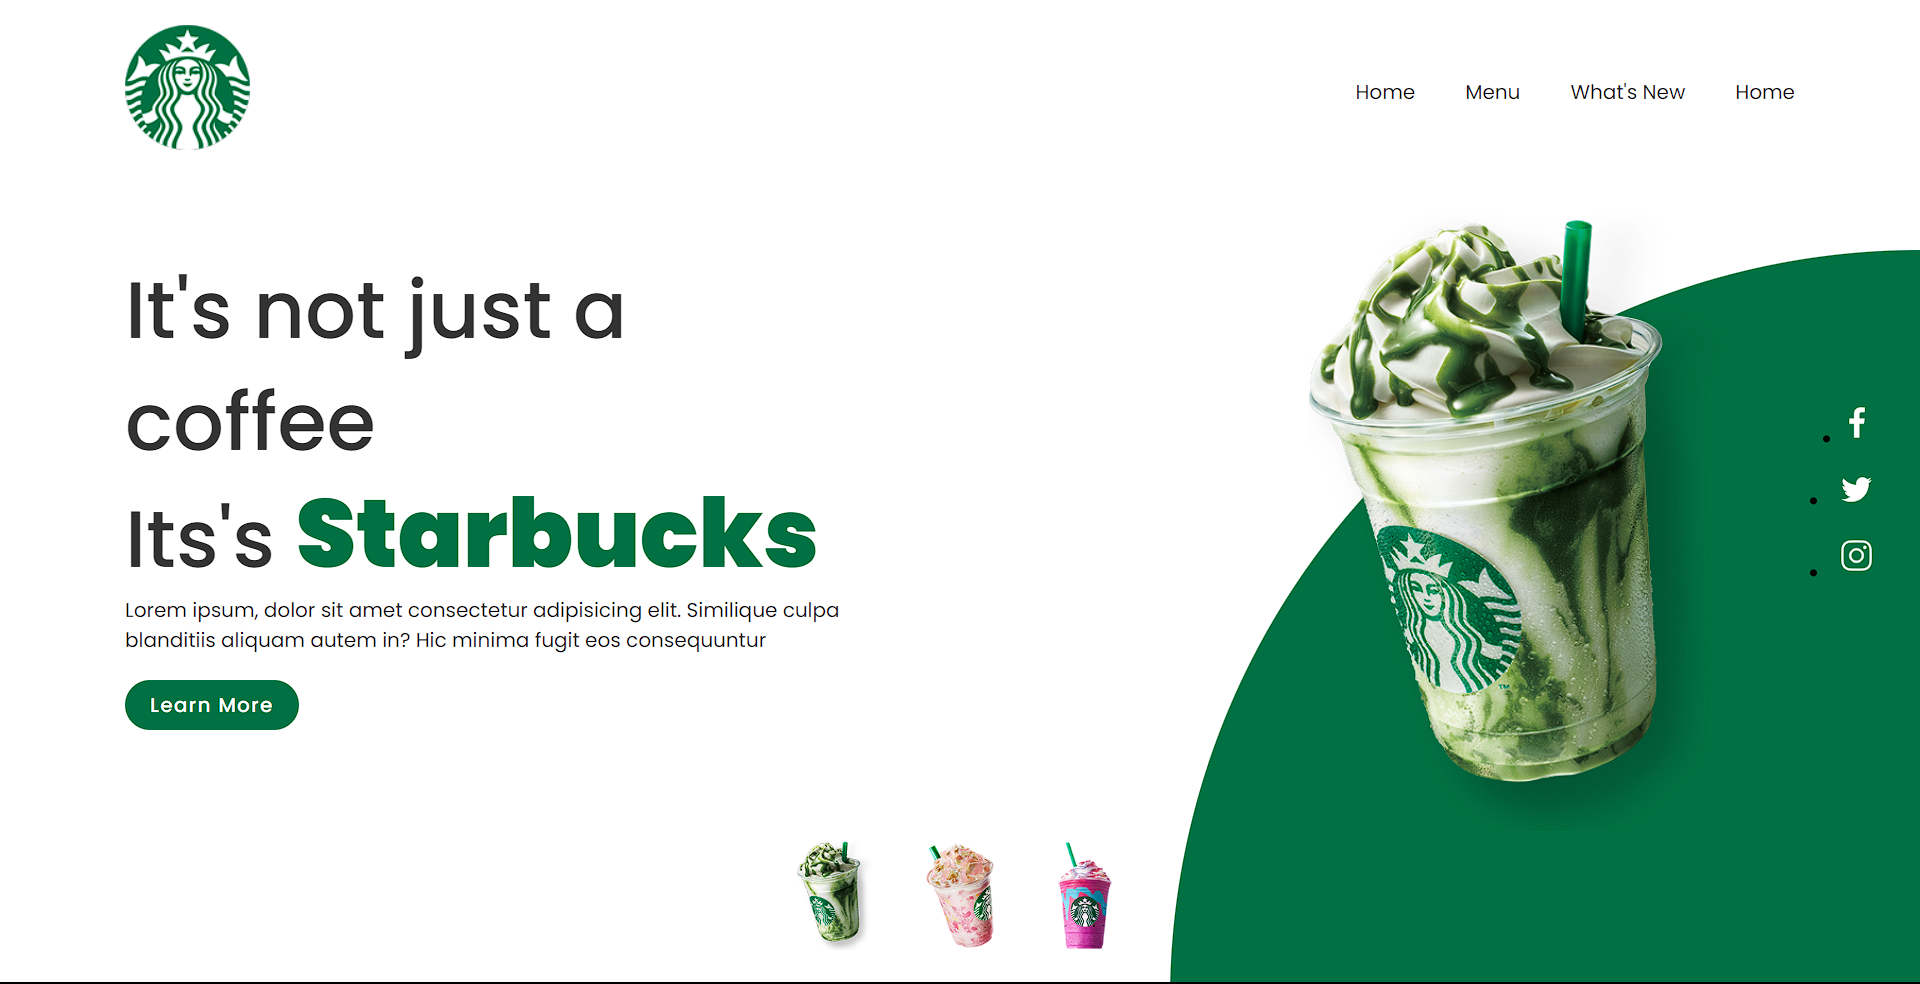 Home Menu What's New Home
It's not just a
coffee
Its's Starbucks
Lorem ipsum, dolor sit amet consectetur adipisicing elit. Similique culpa
blanditiis aliquam autem in? Hic minima fugit eos consequuntur
Learn More
TM